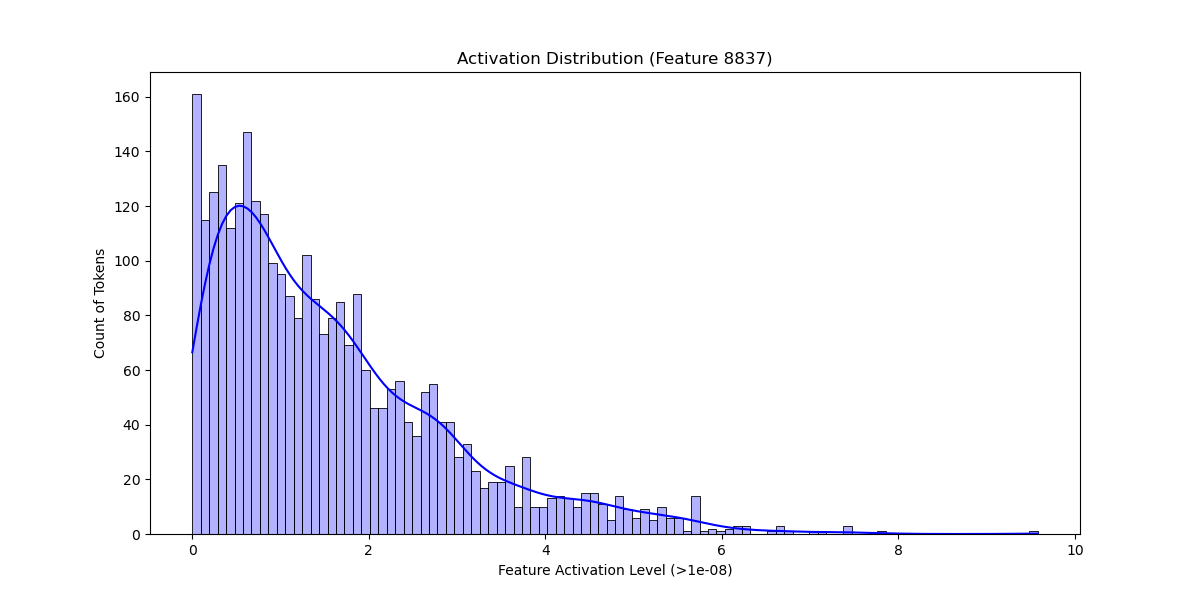 Activation Distribution (Feature 8837)
160
140
120
100
80
60
40
20
0
Count of Tokens
0 2 4 6 8 10
Feature Activation Level (>1e-08)